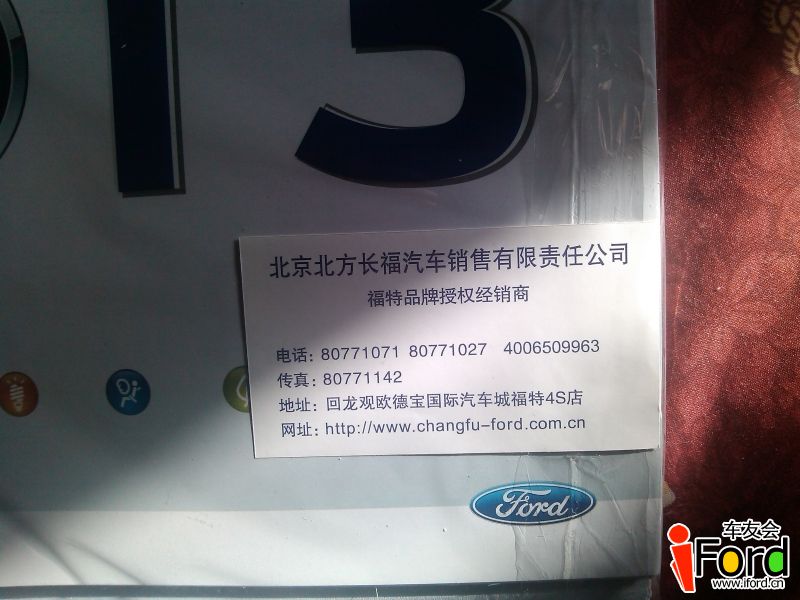 13
北京北方长福汽车销售有限责任公司
福特品牌授权经销商
电话: 80771071 80771027 4006509963
传真: 80771142
地址: 回龙观欧德宝国际汽车城福特4S店
网址: http://www.changfu-ford.com.cn
Ford
车友会
iFord
www.iford.cn